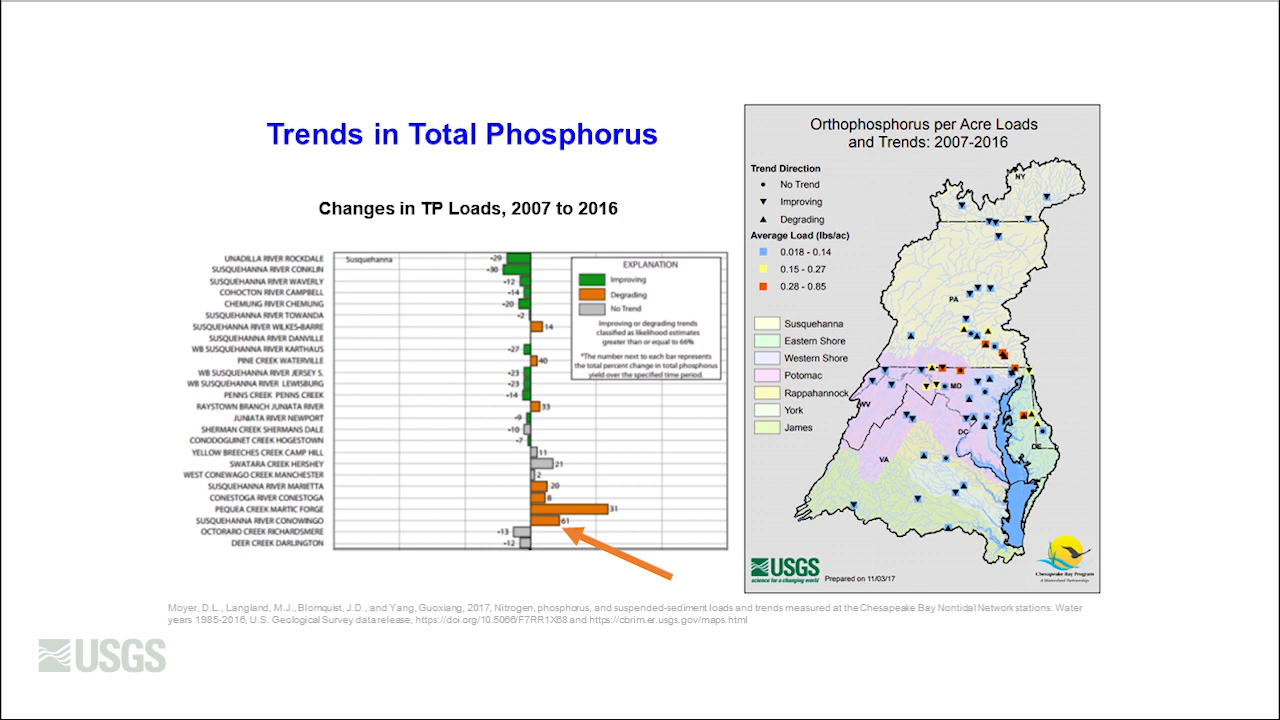 Trends in Total Phosphorus
Changes in TP Loads, 2007 to 2016
Susquehanna
UNADILLA RIVER ROCKDALE -29
SUSQUEHANNA RIVER CONKLIN -30
SUSQUEHANNA RIVER WAVERLY -12
COHOCTON RIVER CAMPBELL -14
CHEMUNG RIVER CHEMUNG -20
SUSQUEHANNA RIVER TOWANDA -2
SUSQUEHANNA RIVER WILKES-BARRE 14
SUSQUEHANNA RIVER DANVILLE
WB SUSQUEHANNA RIVER KARTHAUS -27
PINE CREEK WATERVILLE 40
WB SUSQUEHANNA RIVER JERSEY S. -23
WB SUSQUEHANNA RIVER LEWISBURG -23
PENNS CREEK PENNS CREEK -14
RAYSTOWN BRANCH JUNIATA RIVER 33
JUNIATA RIVER NEWPORT -9
SHERMAN CREEK SHERMANS DALE -10
CONODOGUINET CREEK HOGESTOWN -7
YELLOW BREECHES CREEK CAMP HILL 11
SWATARA CREEK HERSHEY 21
WEST CONEWAGO CREEK MANCHESTER 2
SUSQUEHANNA RIVER MARIETTA 20
CONESTOGA RIVER CONESTOGA 8
PEQUEA CREEK MARTIC FORGE 31
SUSQUEHANNA RIVER CONOWINGO 61
OCTORARO CREEK RICHARDSMERE -13
DEER CREEK DARLINGTON -12
EXPLANATION
Improving
Degrading
No Trend
Improving or degrading trends
classified as likelihood estimates
greater than or equal to 66%
*The number next to each bar represents
the total percent change in total phosphorus
yield over the specified time period.
Orthophosphorus per Acre Loads
and Trends: 2007-2016
Trend Direction
No Trend
Improving
Degrading
Average Load (lbs/ac)
0.018 - 0.14
0.15 - 0.27
0.28 - 0.85
Susquehanna
Eastern Shore
Western Shore
Potomac
Rappahannock
York
James
NY
PA
MD
WV
DC
DE
VA
USGS
science for a changing world
Prepared on 11/03/17
Chesapeake Bay Program
A Watershed Partnership
Moyer, D.L., Langland, M.J., Blomquist, J.D., and Yang, Guoxiang, 2017, Nitrogen, phosphorus, and suspended-sediment loads and trends measured at the Chesapeake Bay Nontidal Network stations: Water
years 1985-2016, U.S. Geological Survey data release, https://doi.org/10.5066/F7RR1X68 and https://cbrim.er.usgs.gov/maps.html
USGS